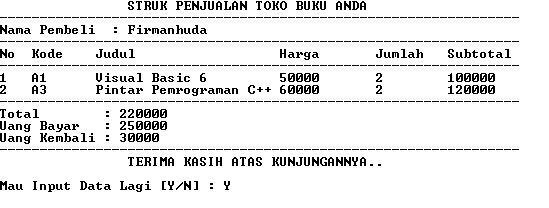 STRUK PENJUALAN TOKO BUKU ANDA
Nama Pembeli : Firmanhuda
No Kode Judul Harga Jumlah Subtotal
1 A1 Visual Basic 6 50000 2 100000
2 A3 Pintar Pemrograman C++ 60000 2 120000
Total : 220000
Uang Bayar : 250000
Uang Kembali : 30000
TERIMA KASIH ATAS KUNJUNGANNYA..
Mau Input Data Lagi [Y/N] : Y